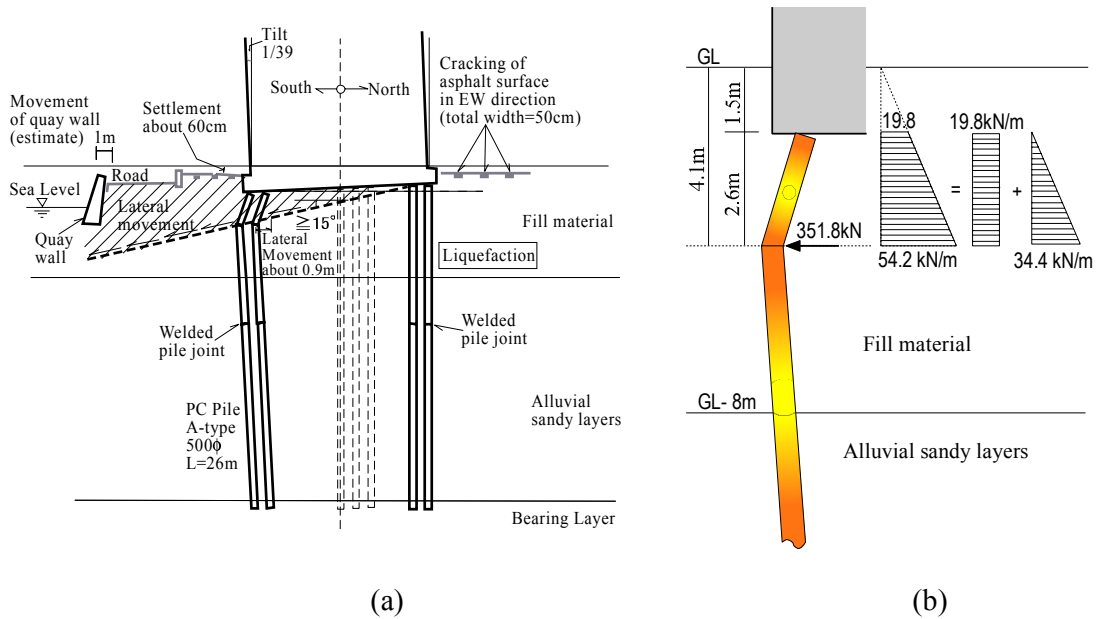 Tilt
1/39
South
North
Cracking of
asphalt surface
in EW direction
(total width=50cm)
Movement
of quay wall
(estimate)
1m
Settlement
about 60cm
Road
Sea Level
Lateral
movement
Quay
wall
≧15°
Lateral
Movement
about 0.9m
Fill material
Liquefaction
Welded
pile joint
Welded
pile joint
PC Pile
A-type
500ϕ
L=26m
Alluvial
sandy layers
Bearing Layer
(a)
GL
1.5m
4.1m
2.6m
19.8
19.8kN/m
=
+
351.8kN
54.2 kN/m
34.4 kN/m
Fill material
GL- 8m
Alluvial sandy layers
(b)